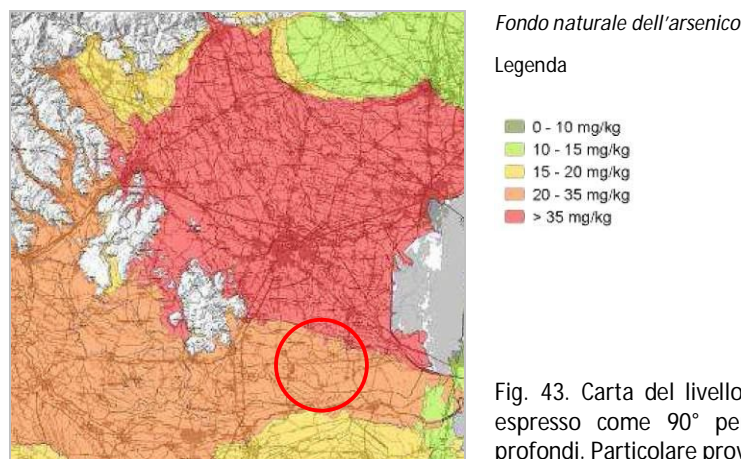 Fondo naturale dell'arsenico
Legenda
0 - 10 mg/kg
10 - 15 mg/kg
15 - 20 mg/kg
20 - 35 mg/kg
> 35 mg/kg
Fig. 43. Carta del livello
espresso come 90° pe
profondi. Particolare prov